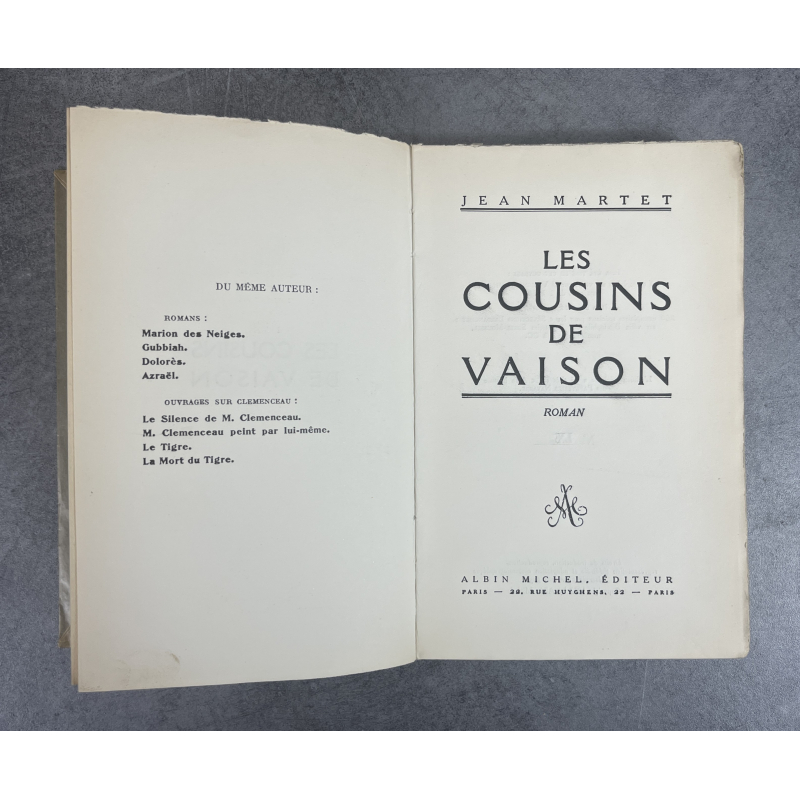 DU MÊME AUTEUR :
ROMANS :
Marion des Neiges.
Gubbiah.
Dolorès.
Azraël.
OUVRAGES SUR CLEMENCEAU :
Le Silence de M. Clemenceau.
M. Clemenceau peint par lui-même.
Le Tigre.
La Mort du Tigre.
JEAN MARTET
LES
COUSINS
DE
VAISON
ROMAN
ALBIN MICHEL, ÉDITEUR
PARIS — 20, RUE HUYGHENS, 22 — PARIS